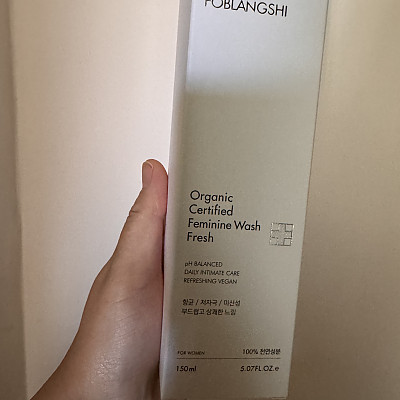 FOBLANGSHI
Organic
Certified
Feminine Wash
Fresh
pH BALANCED
DAILY INTIMATE CARE
REFRESHING VEGAN
항균 / 저자극 / 미산성
부드럽고 상쾌한 느낌
FOR WOMEN 100% 천연성분
150ml 5.07FL.OZ.e